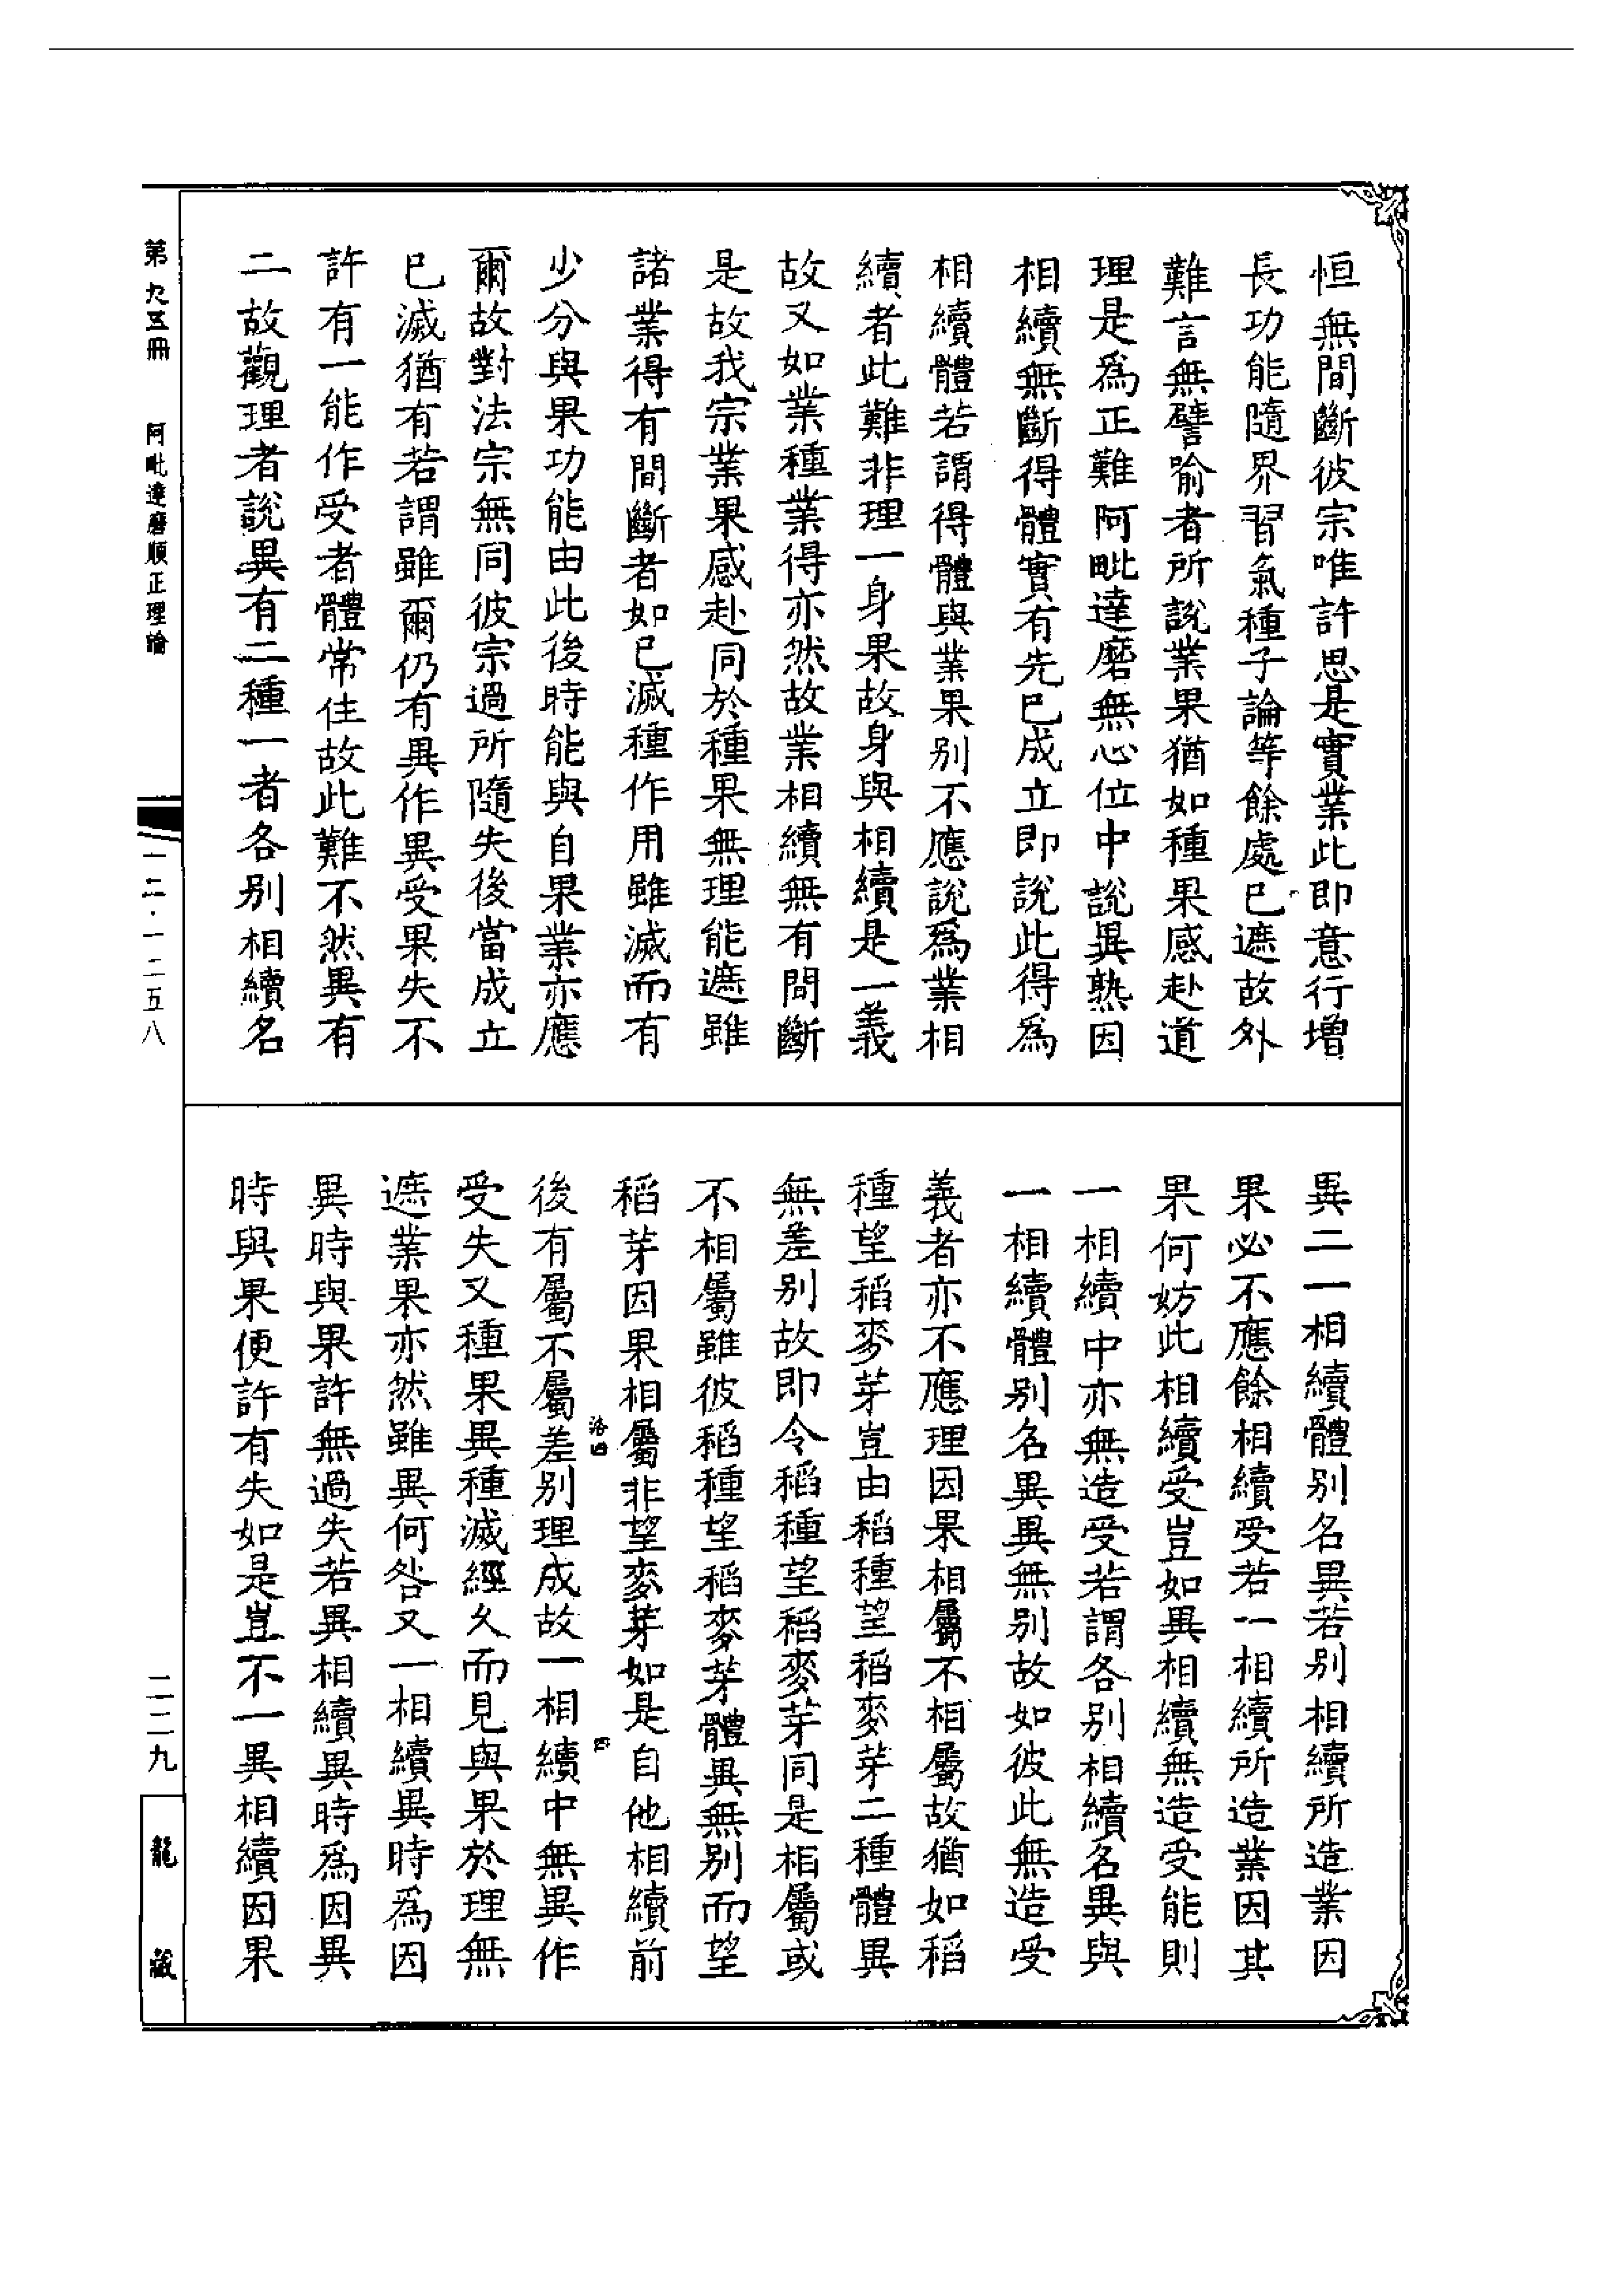 恒無間斷彼宗唯許思是實業此即意行增
長功能隨界習氣種子論等餘處已遮故外
難言無譬喻者所說業果猶如種果感赴道
理是為正難阿毗達磨無心位中說異熟因
相續無斷得體實有先已成立即說此得為
相續體若謂得體與業果別不應說為業相
續者此難非理一身果故身與相續是一義
故又如業種業得亦然故業相續無有間斷
是故我宗業果感赴同於種果無理能遮雖
諸業得有間斷者如已滅種作用雖滅而有
少分與果功能由此後時能與自果業亦應
爾故對法宗無同彼宗過所隨失後當成立
已滅猶有若謂雖爾仍有異作異受果失不
許有一能作受者體常住故此難不然異有
二故觀理者說異有二種一者各別相續名
異二一相續體別名異若別相續所造業因
果必不應餘相續受若一相續所造業因其
果何妨此相續受豈如異相續無造受能則
一相續中亦無造受若謂各別相續名異與
一相續體別名異異無別故如彼此無造受
義者亦不應理因果相屬不相屬故猶如稻
種望稻麥芽豈由稻種望稻麥芽二種體異
無差別故即令稻種望稻麥芽同是相屬或
不相屬雖彼稻種望稻麥芽體異無別而望
稻芽因果相屬非望麥芽如是自他相續前
後有屬不屬差別理成故一相續中無異作
受失又種果異種滅經久而見與果於理無
遮業果亦然雖異何咎又一相續異時為因
異時與果許無過失若異相續異時為因異
時與果便許有失如是豈不一異相續因果
第九五冊　阿毗達磨順正理論
一二·一二五八
二二九
龍藏